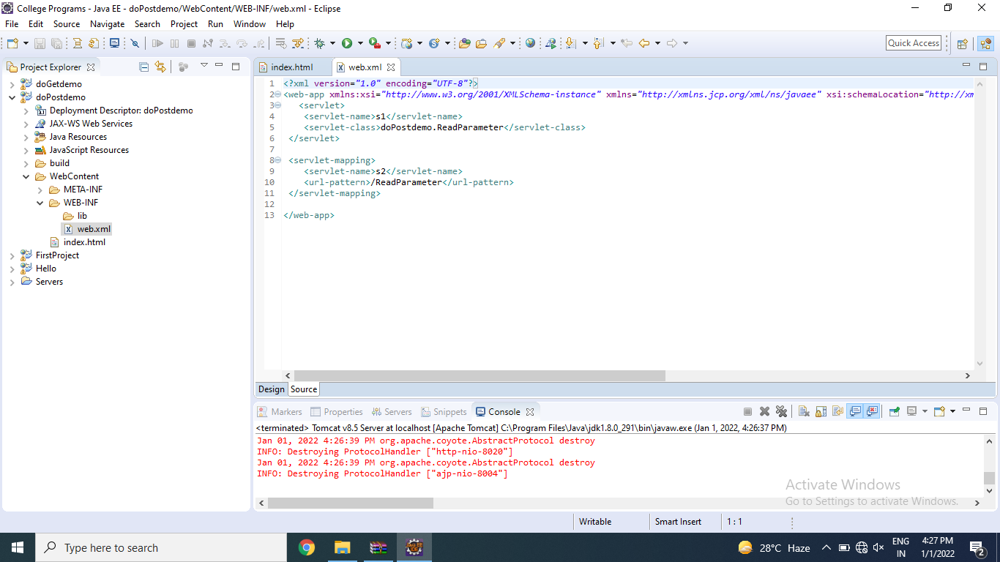 College Programs - Java EE - doPostdemo/WebContent/WEB-INF/web.xml - Eclipse
File Edit Source Navigate Search Project Run Window Help
Quick Access
Project Explorer
doGetdemo
doPostdemo
Deployment Descriptor: doPostdemo
JAX-WS Web Services
Java Resources
JavaScript Resources
build
WebContent
META-INF
WEB-INF
lib
web.xml
index.html
FirstProject
Hello
Servers
index.html web.xml
1 <?xml version="1.0" encoding="UTF-8"?>
2 <web-app xmlns:xsi="http://www.w3.org/2001/XMLSchema-instance" xmlns="http://xmlns.jcp.org/xml/ns/javaee" xsi:schemaLocation="http://xm
3 <servlet>
4 <servlet-name>s1</servlet-name>
5 <servlet-class>doPostdemo.ReadParameter</servlet-class>
6 </servlet>
7
8 <servlet-mapping>
9 <servlet-name>s2</servlet-name>
10 <url-pattern>/ReadParameter</url-pattern>
11 </servlet-mapping>
12
13 </web-app>
Design Source
Markers Properties Servers Snippets Console
<terminated> Tomcat v8.5 Server at localhost [Apache Tomcat] C:\Program Files\Java\jdk1.8.0_291\bin\javaw.exe (Jan 1, 2022, 4:26:37 PM)
Jan 01, 2022 4:26:39 PM org.apache.coyote.AbstractProtocol destroy
INFO: Destroying ProtocolHandler ["http-nio-8020"]
Jan 01, 2022 4:26:39 PM org.apache.coyote.AbstractProtocol destroy
INFO: Destroying ProtocolHandler ["ajp-nio-8004"]
Activate Windows
Go to Settings to activate Windows.
Writable Smart Insert 1 : 1
Type here to search
28°C Haze
ENG
IN
4:27 PM
1/1/2022
2